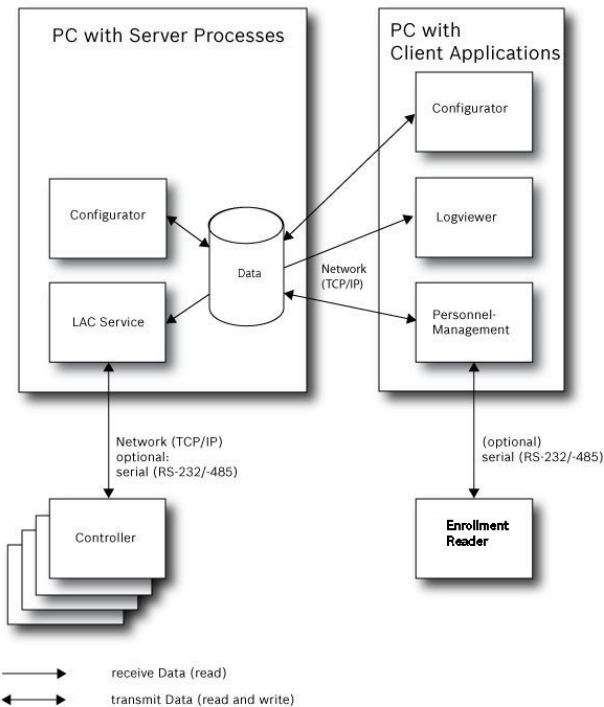 PC with Server Processes
PC with
Client Applications
Configurator
Configurator
Logviewer
Data
Network
(TCP/IP)
LAC Service
Personnel-
Management
Network (TCP/IP)
optional:
serial (RS-232/-485)
(optional)
serial (RS-232/-485)
Controller
Enrollment
Reader
receive Data (read)
transmit Data (read and write)